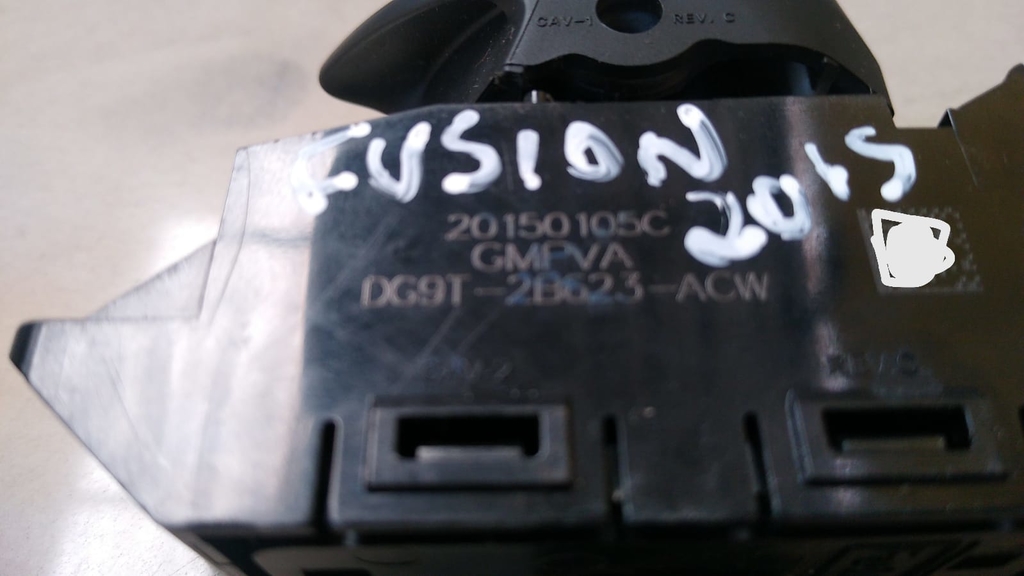 CAV-1 REV. C
FUSION
2015
20150105C
GMPVA
DG9T-2B623-ACW